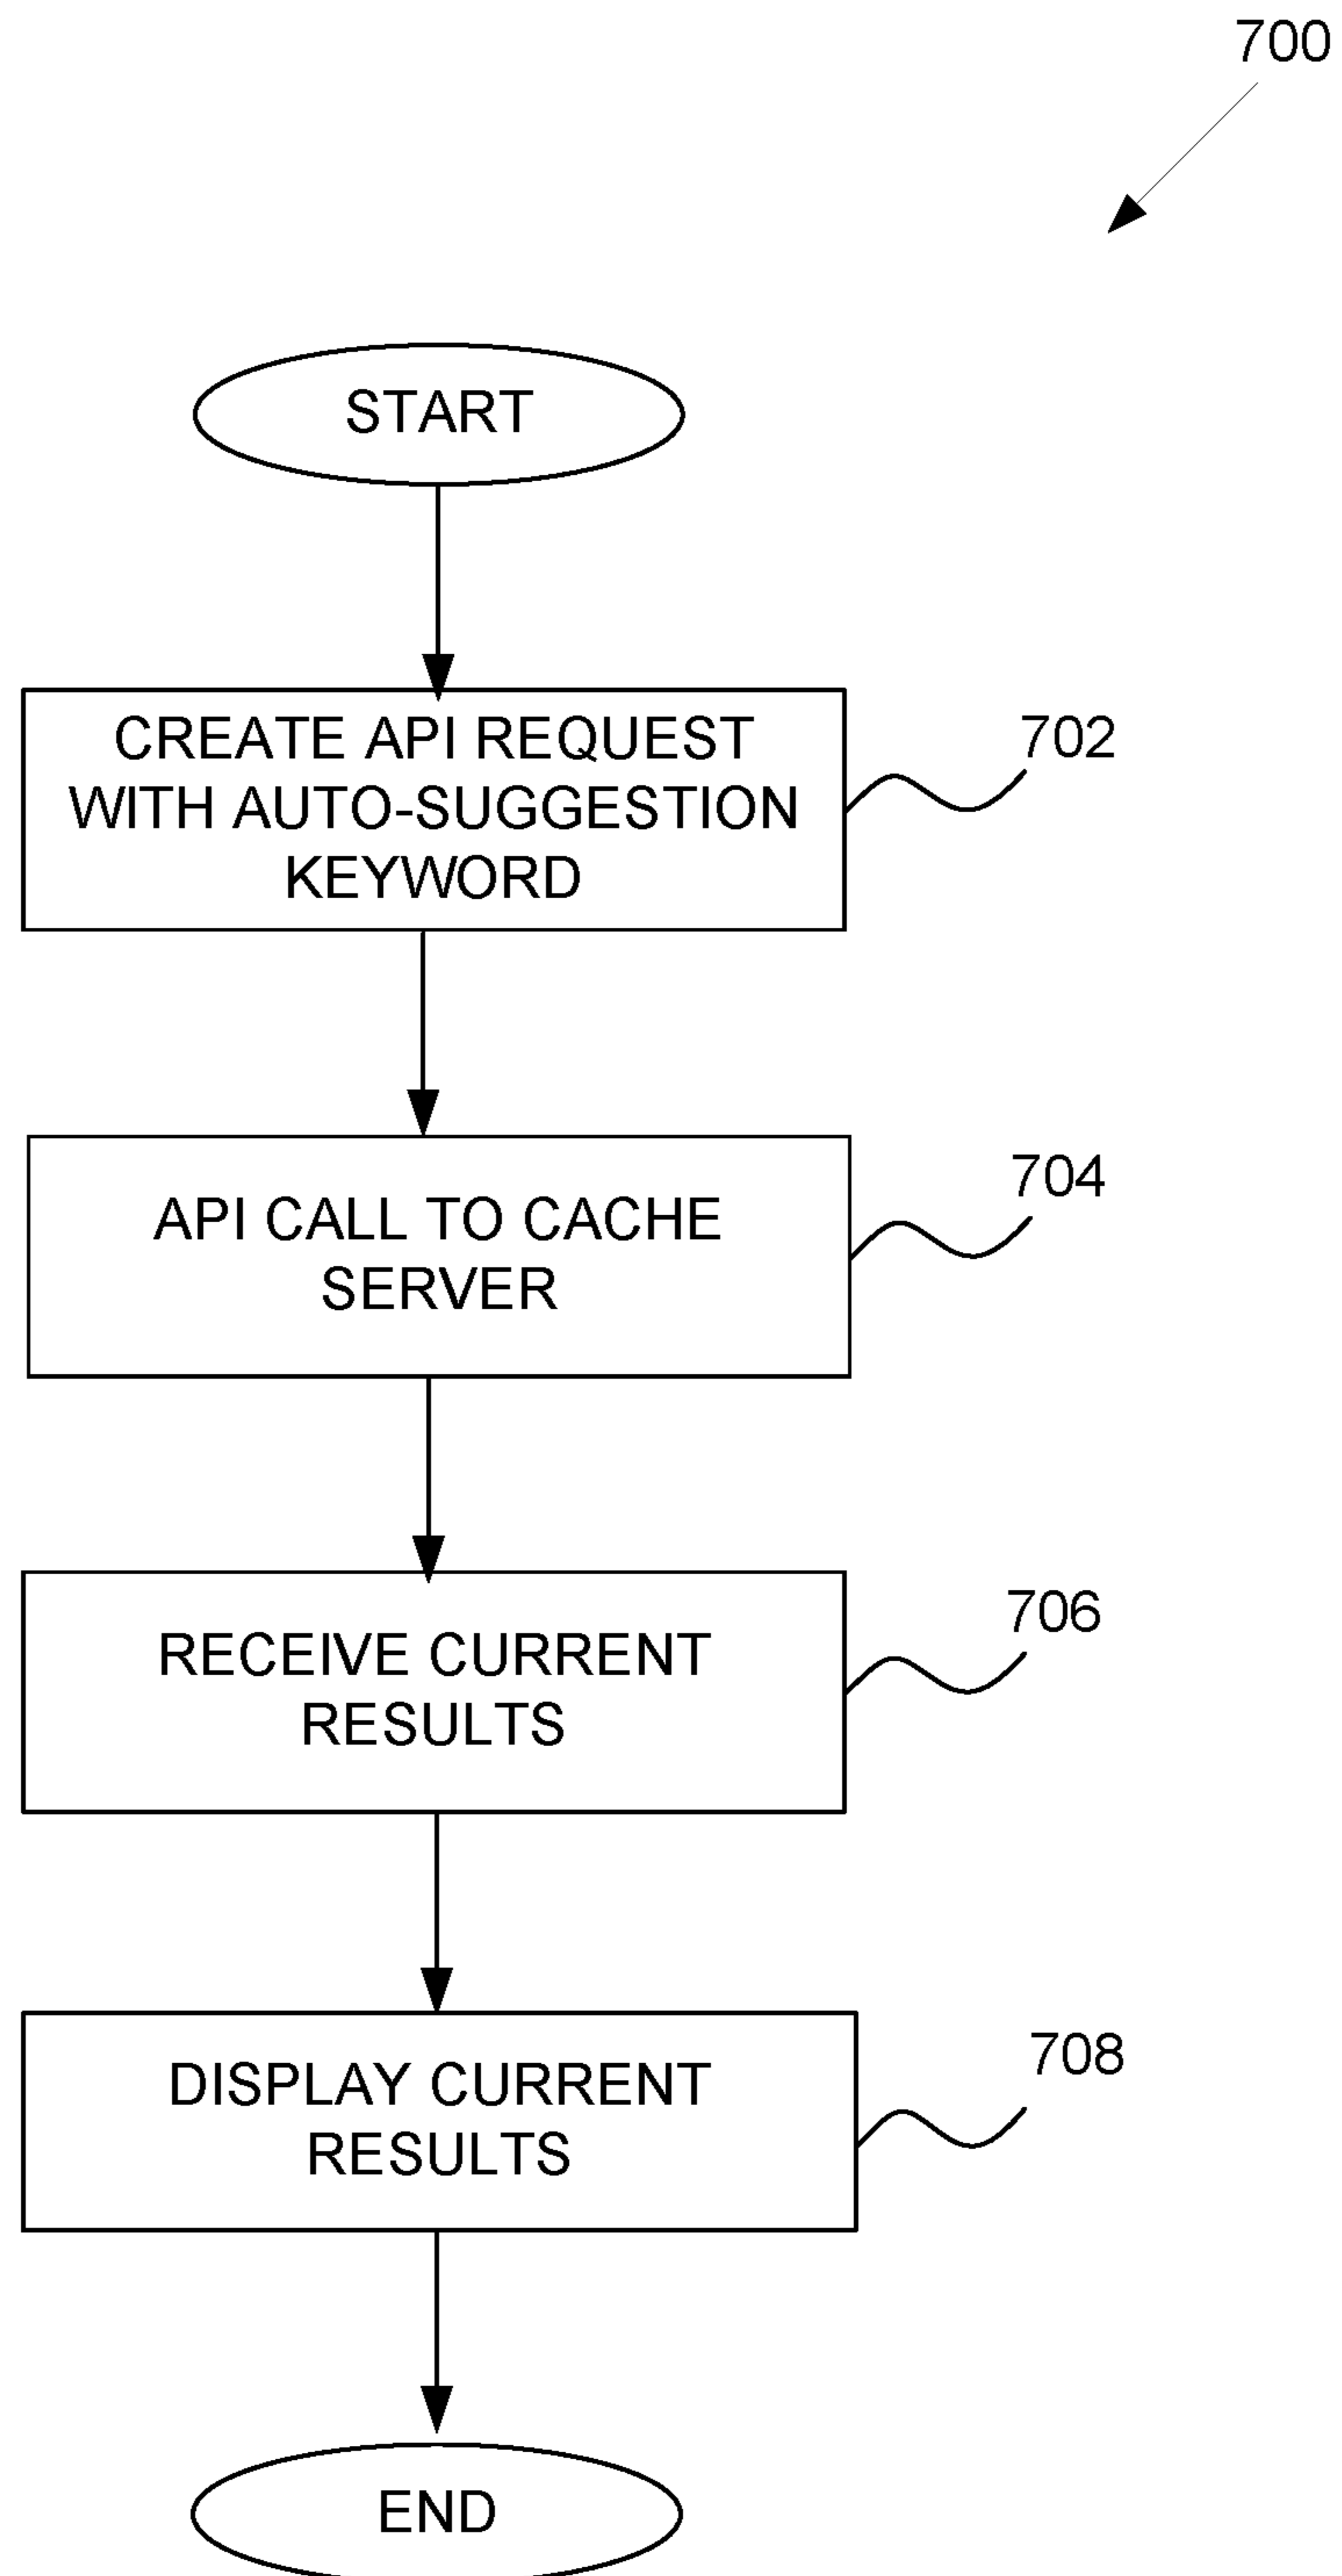 700
START
CREATE API REQUEST
WITH AUTO-SUGGESTION
KEYWORD
702
API CALL TO CACHE
SERVER
704
RECEIVE CURRENT
RESULTS
706
DISPLAY CURRENT
RESULTS
708
END